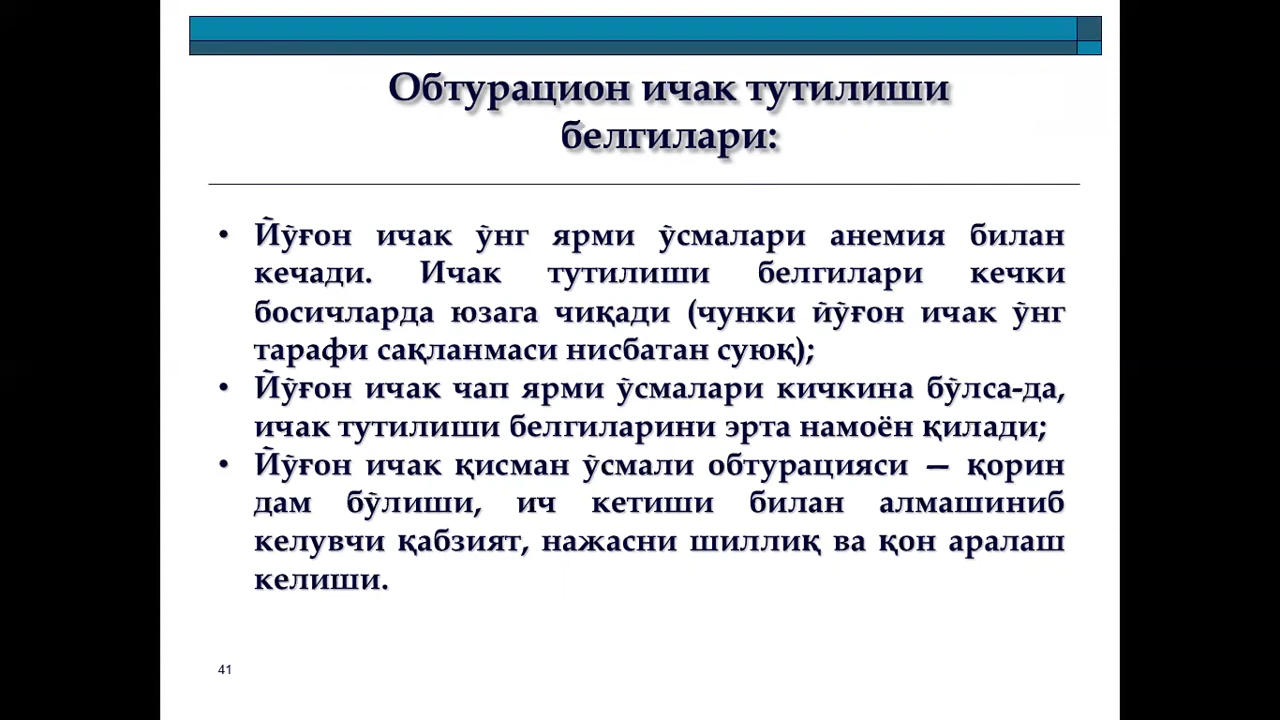 Обтурацион ичак тутилиши
белгилари:
• Йўғон ичак ўнг ярми ўсмалари анемия билан
кечади. Ичак тутилиши белгилари кечки
босичларда юзага чиқади (чунки йўғон ичак ўнг
тарафи сақланмаси нисбатан суюқ);
• Йўғон ичак чап ярми ўсмалари кичкина бўлса-да,
ичак тутилиши белгиларини эрта намоён қилади;
• Йўғон ичак қисман ўсмали обтурацияси — қорин
дам бўлиши, ич кетиши билан алмашиниб
келувчи қабзият, нажасни шиллиқ ва қон аралаш
келиши.
41